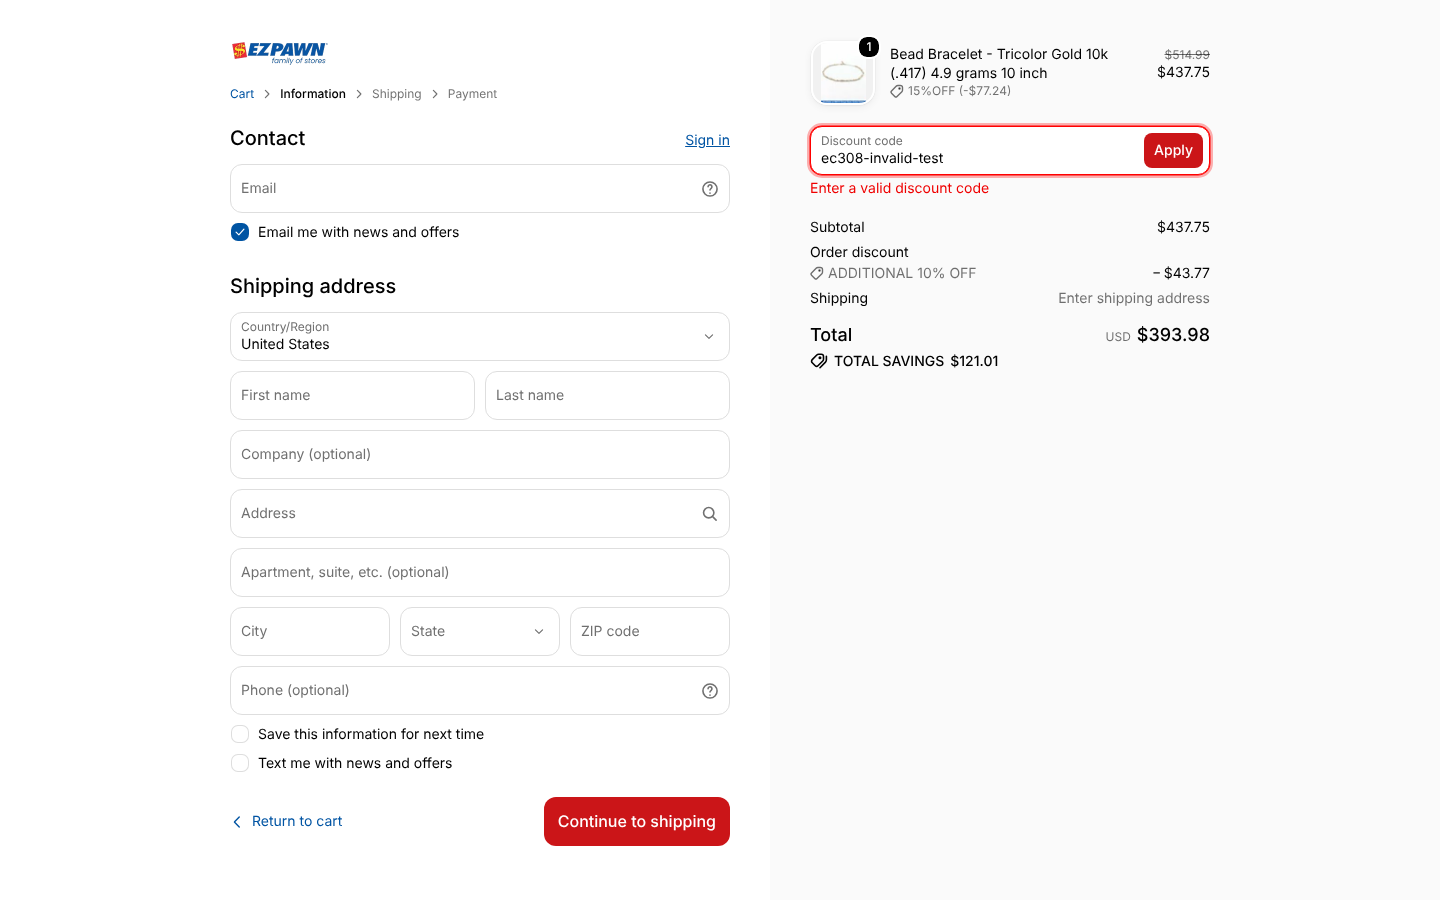 $ EZPAWN
family of stores
Cart > Information > Shipping > Payment
Contact
Sign in
Email
Email me with news and offers
Shipping address
Country/Region
United States
First name
Last name
Company (optional)
Address
Apartment, suite, etc. (optional)
City
State
ZIP code
Phone (optional)
Save this information for next time
Text me with news and offers
Return to cart
Continue to shipping
1
Bead Bracelet - Tricolor Gold 10k
(.417) 4.9 grams 10 inch
15%OFF (-$77.24)
$514.99
$437.75
Discount code
ec308-invalid-test
Apply
Enter a valid discount code
Subtotal $437.75
Order discount
ADDITIONAL 10% OFF − $43.77
Shipping Enter shipping address
Total USD $393.98
TOTAL SAVINGS $121.01